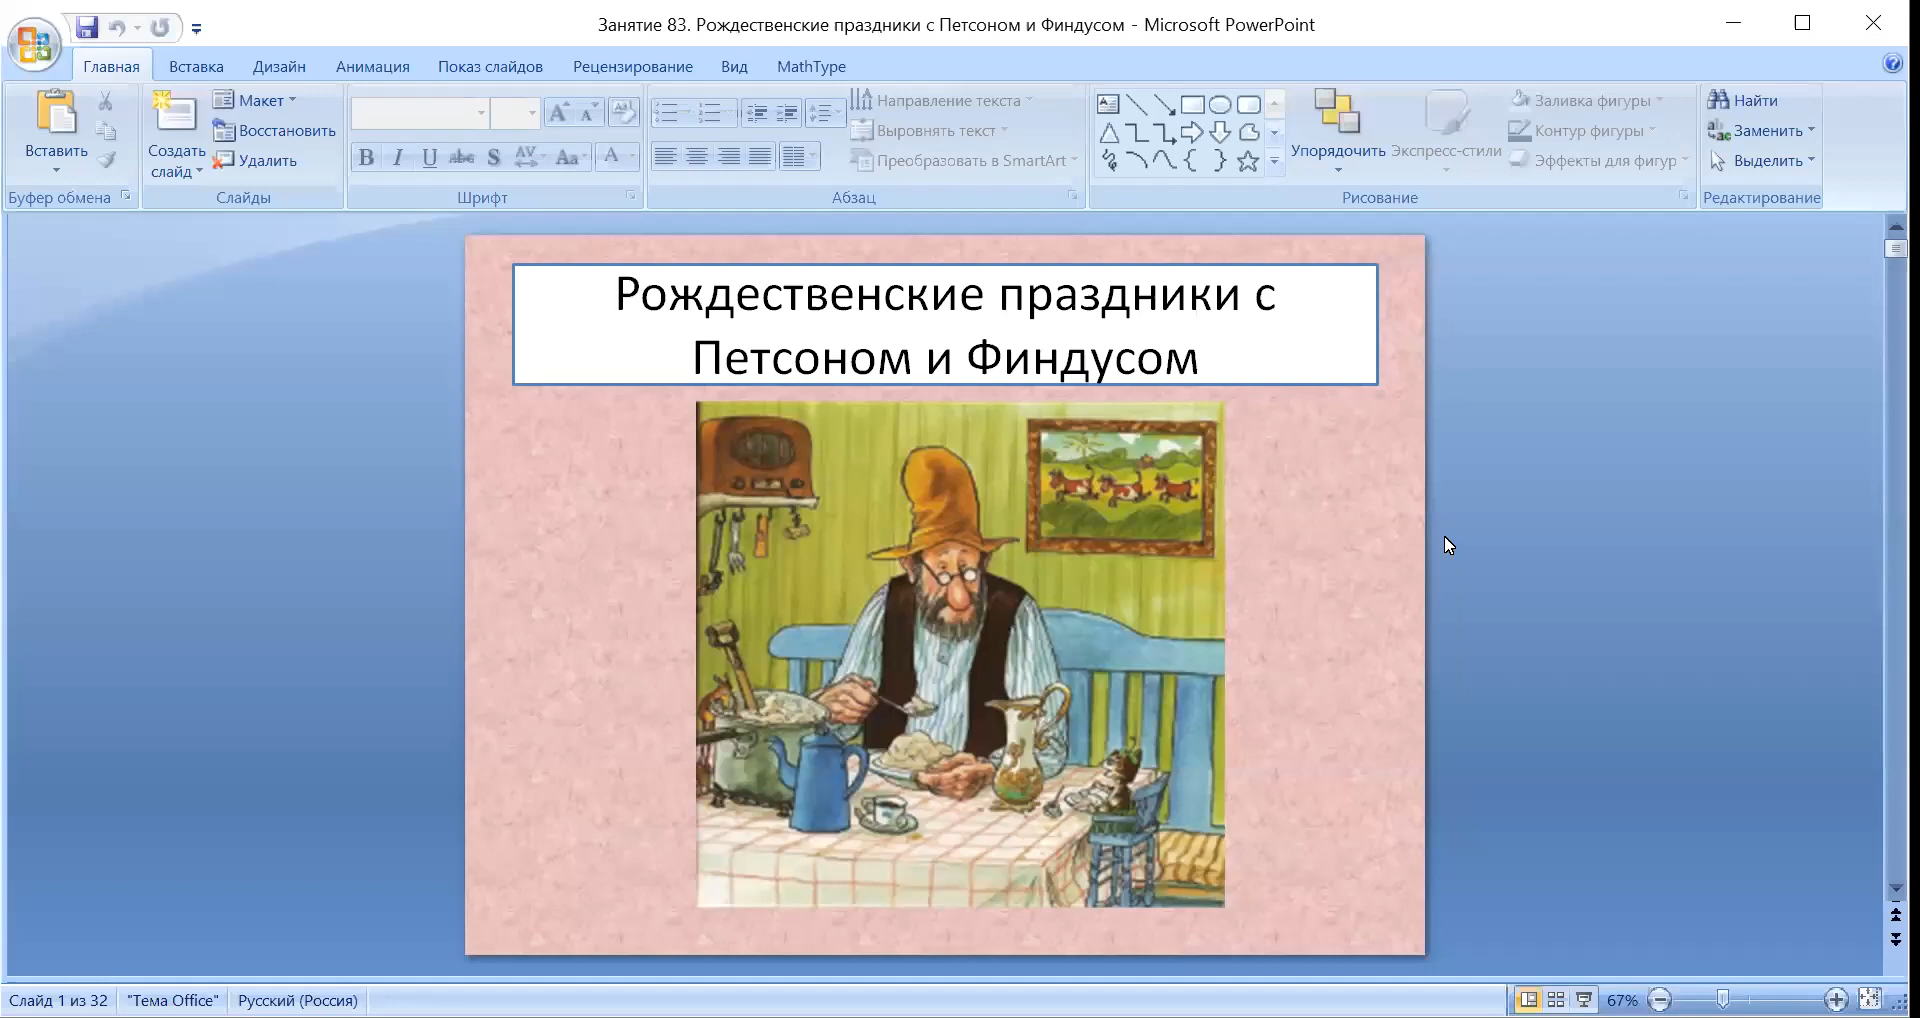 Занятие 83. Рождественские праздники с Петсоном и Финдусом - Microsoft PowerPoint
Главная Вставка Дизайн Анимация Показ слайдов Рецензирование Вид MathType
Вставить
Буфер обмена
Создать слайд
Макет
Восстановить
Удалить
Слайды
Шрифт
Направление текста
Выровнять текст
Преобразовать в SmartArt
Абзац
Упорядочить
Экспресс-стили
Заливка фигуры
Контур фигуры
Эффекты для фигур
Рисование
Найти
Заменить
Выделить
Редактирование
Рождественские праздники с
Петсоном и Финдусом
Слайд 1 из 32 "Тема Office" Русский (Россия) 67%